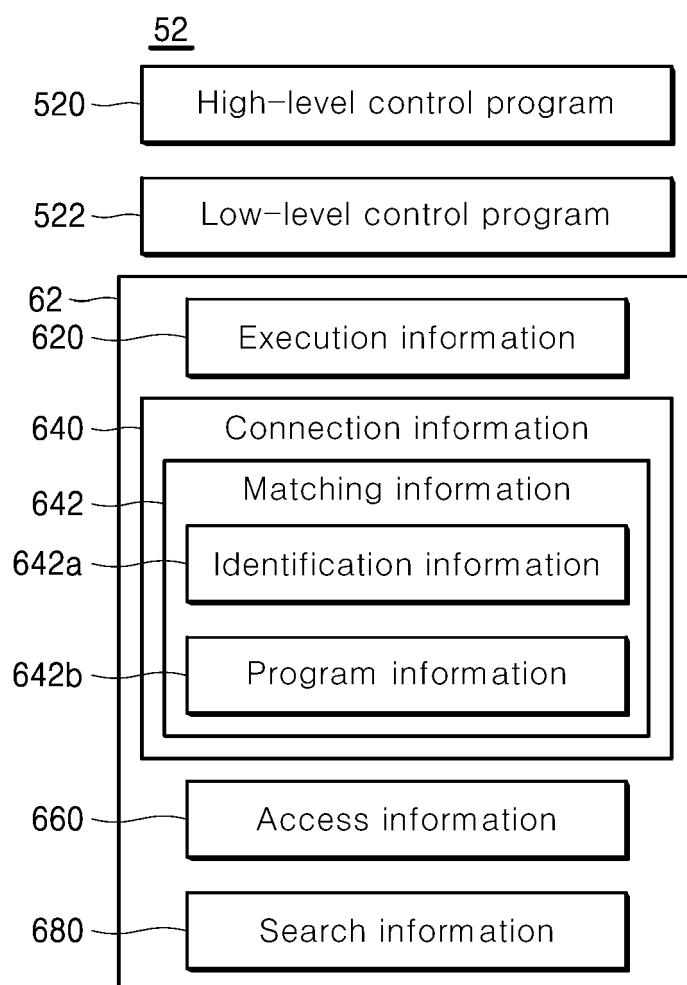 52
520 High-level control program
522 Low-level control program
62
620 Execution information
640 Connection information
642 Matching information
642a Identification information
642b Program information
660 Access information
680 Search information